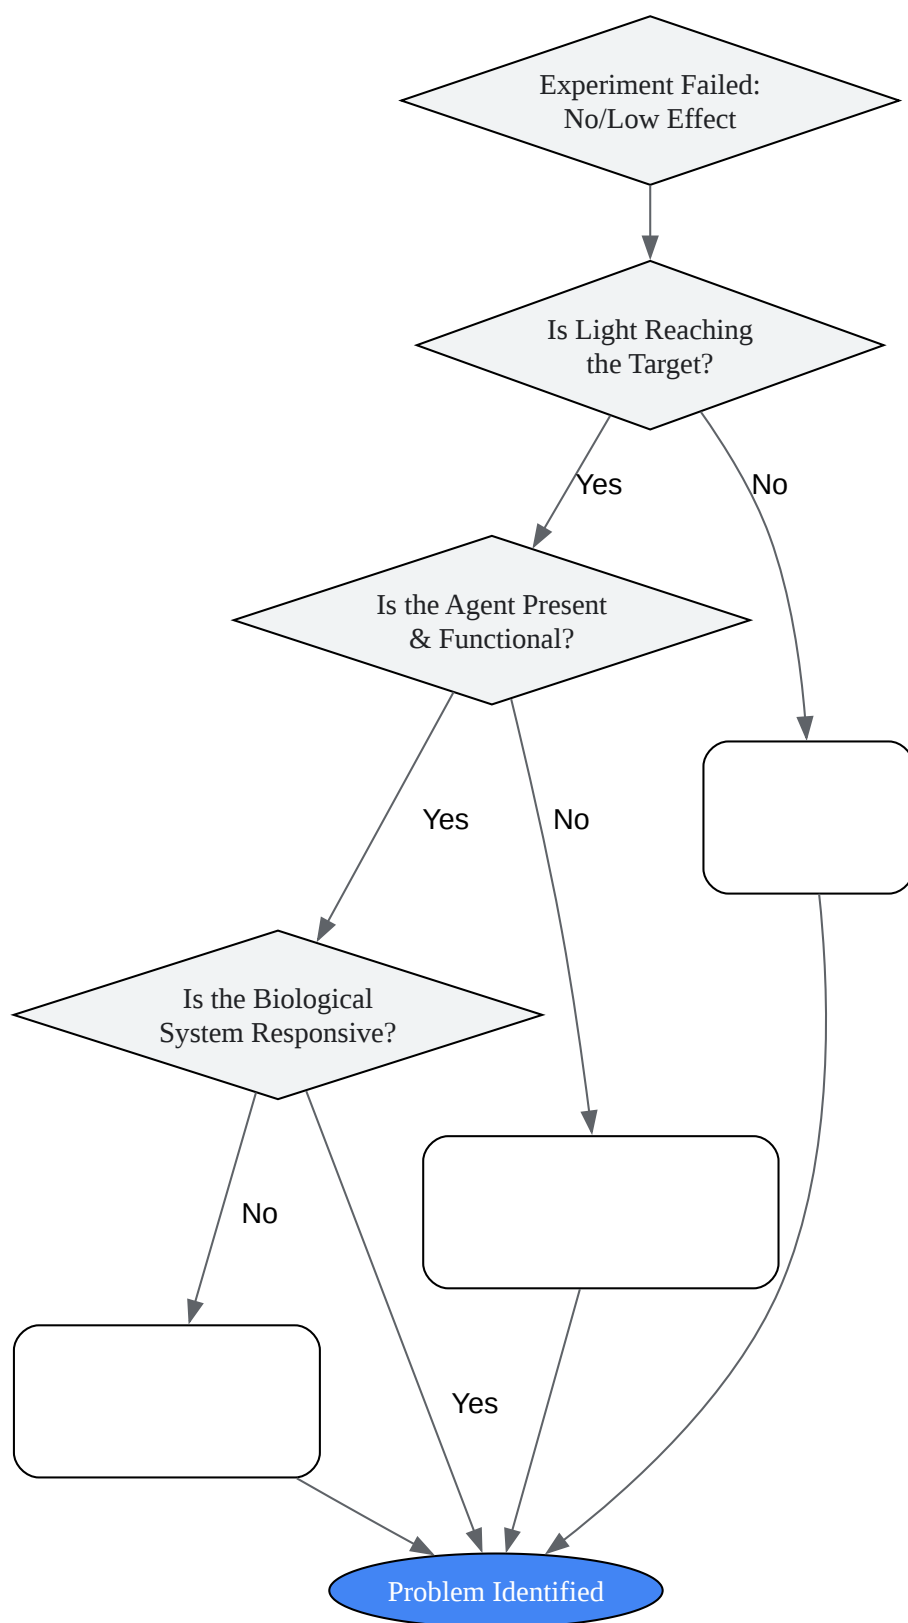 Experiment Failed:
No/Low Effect
Is Light Reaching
the Target?
Yes
No
Is the Agent Present
& Functional?
Yes
No
Is the Biological
System Responsive?
No
Yes
Problem Identified